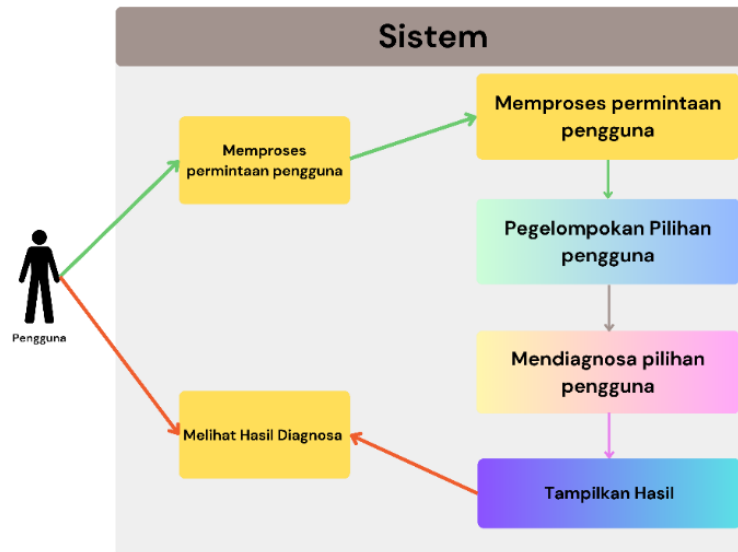 Sistem
Memproses
permintaan pengguna
Memproses permintaan
pengguna
Pegelompokan Pilihan
pengguna
Pengguna
Mendiagnosa pilihan
pengguna
Melihat Hasil Diagnosa
Tampilkan Hasil